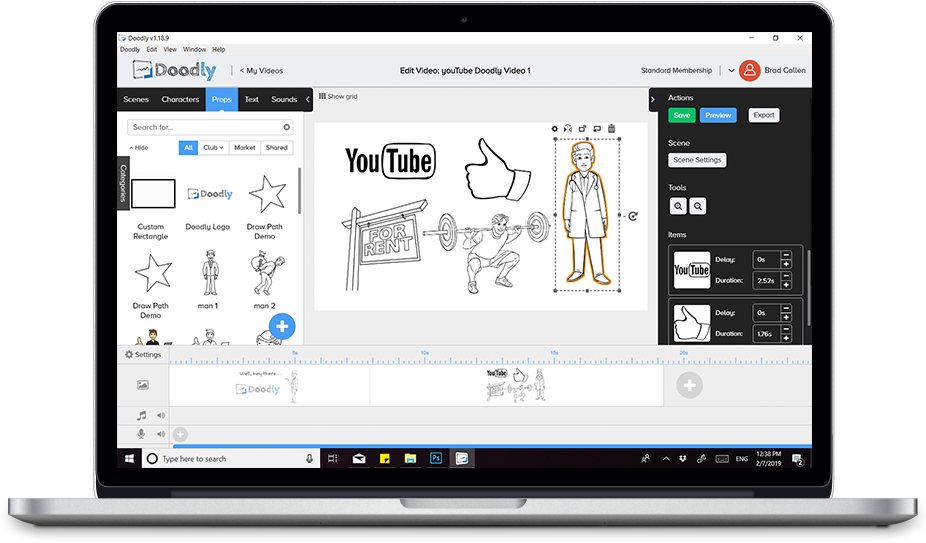 Doodly v1.18.9
Doodly Edit View Window Help
Doodly
< My Videos
Edit Video: youTube Doodly Video 1
Standard Membership
Brad Callen
Scenes Characters Props Text Sounds
Show grid
Search for...
Hide
All Club Market Shared
Categories
Doodly
Custom Rectangle
Doodly Logo
Draw Path Demo
Draw Path Demo
man 1
man 2
YouTube
FOR
RENT
Actions
Save Preview Export
Scene
Scene Settings
Tools
Items
YouTube
Delay: 0s
Duration: 2.52s
Delay: 0s
Duration: 1.76s
Settings
5s 10s 15s 20s
Well, hey there...
Doodly
YouTube
Type here to search
Ps
ENG
12:38 PM
2/7/2019
2